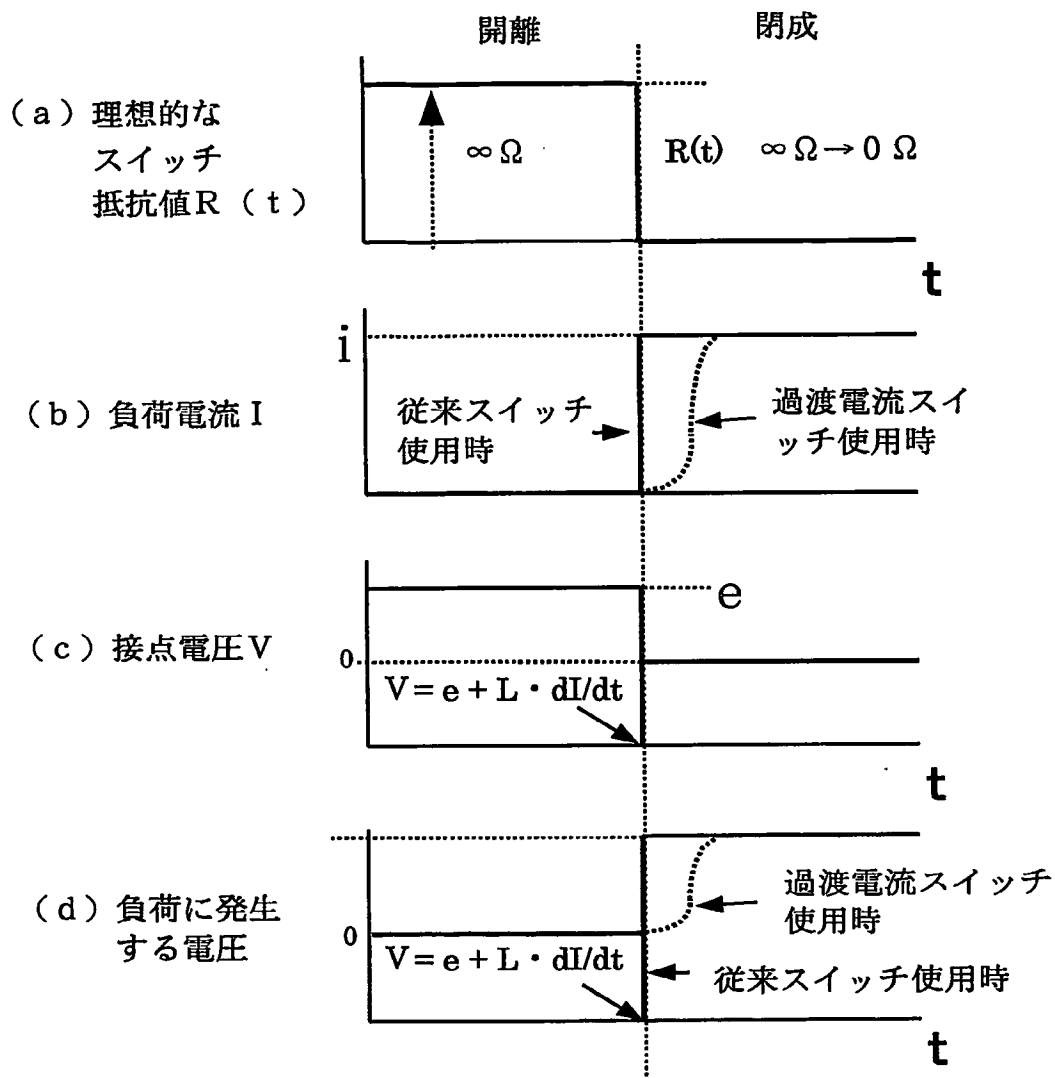 開離
閉成
(a)理想的な
スイッチ
抵抗値R(t)
∞Ω
R(t) ∞Ω→0 Ω
t
(b)負荷電流I
i
従来スイッチ
使用時
過渡電流スイ
ッチ使用時
(c)接点電圧V
e
0
V=e+L・dI/dt
t
(d)負荷に発生
する電圧
0
V=e+L・dI/dt
過渡電流スイッチ
使用時
従来スイッチ使用時
t